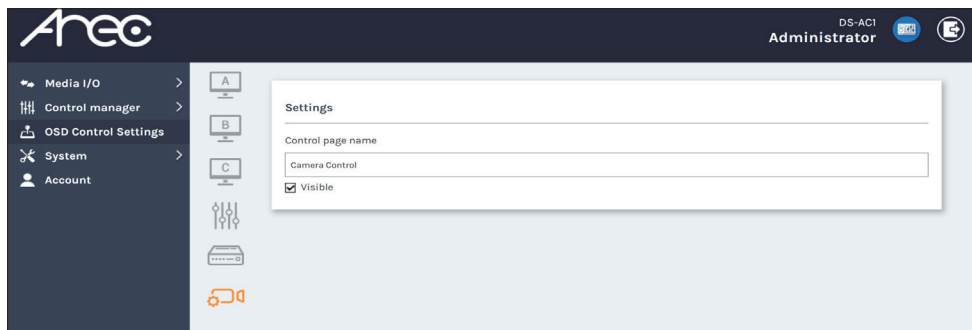 Arec
DS-AC1
Administrator
Media I/O
Control manager
OSD Control Settings
System
Account
A
B
C
Settings
Control page name
Camera Control
Visible